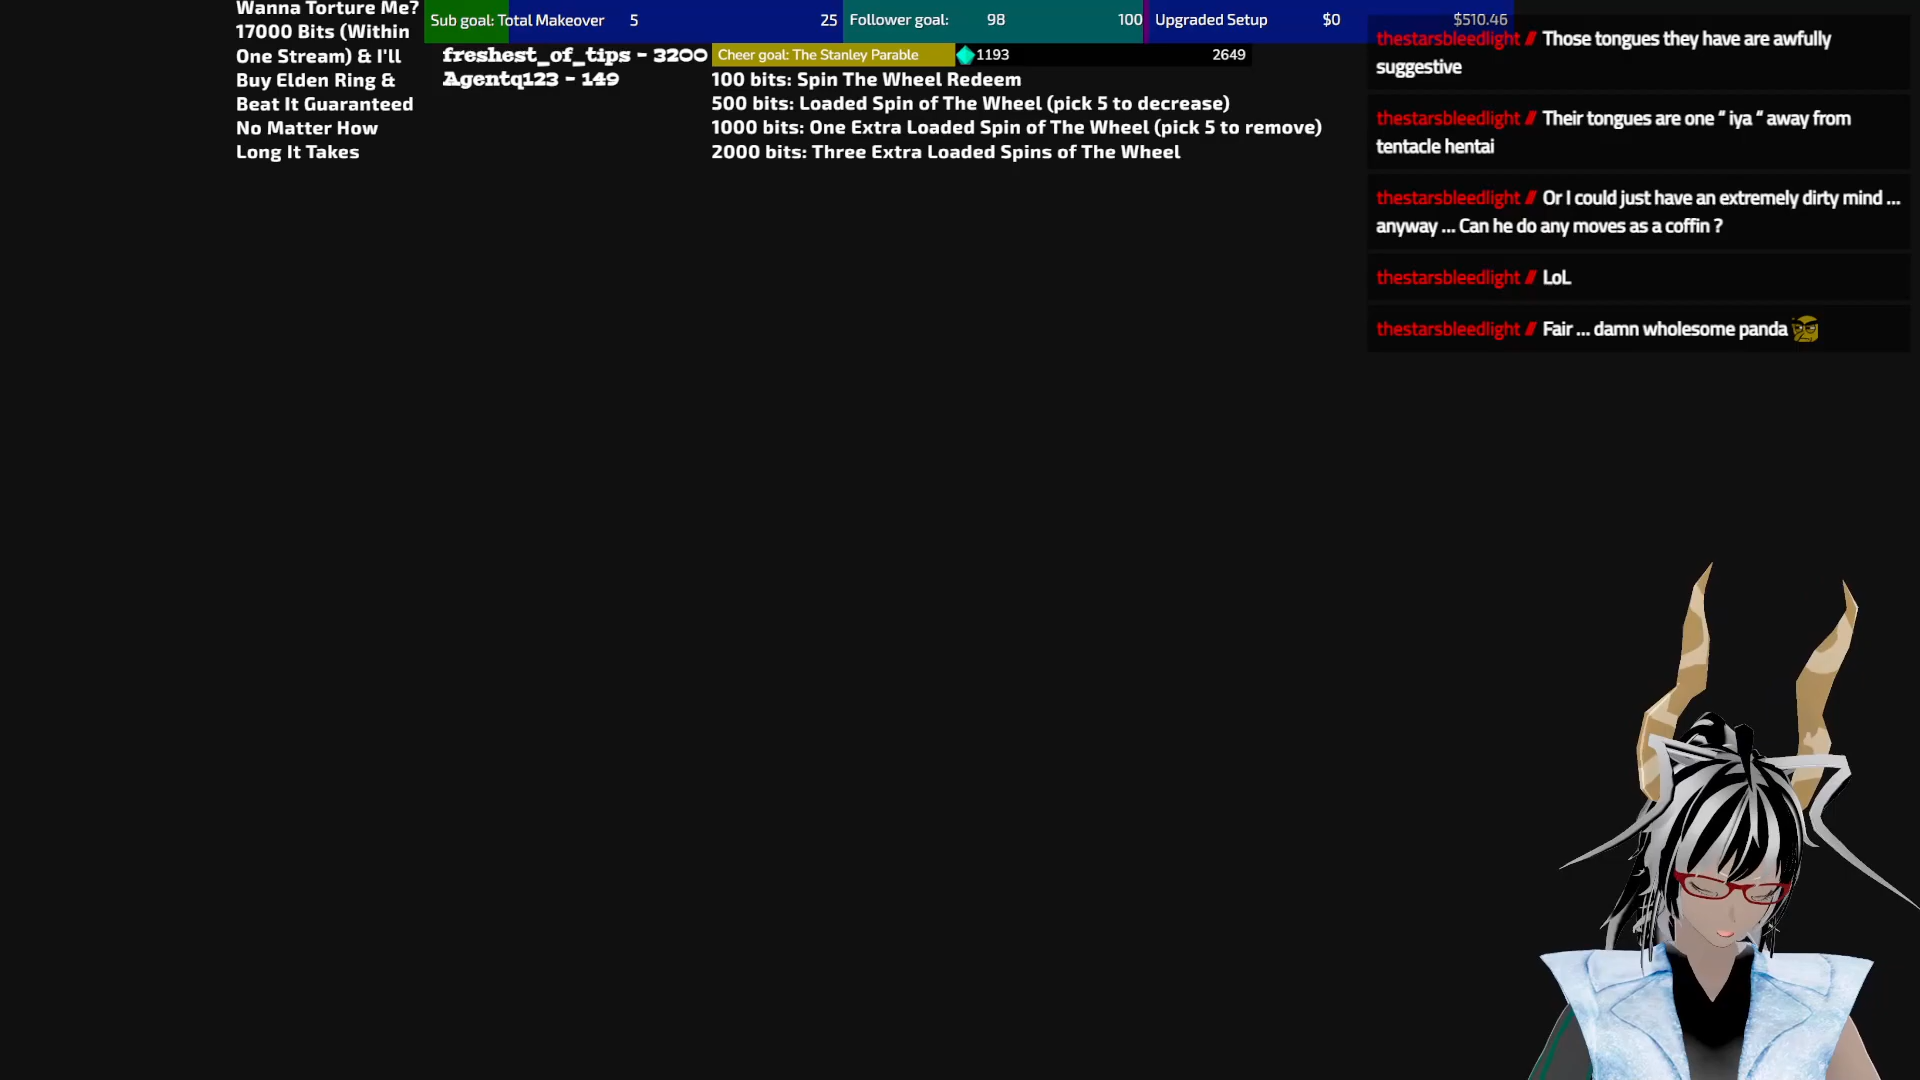 Wanna Torture Me?
17000 Bits (Within
One Stream) & I'll
Buy Elden Ring &
Beat It Guaranteed
No Matter How
Long It Takes
Sub goal: Total Makeover 5 25
Follower goal: 98 100
Upgraded Setup $0 $510.46
freshest_of_tips - 3200
Agentq123 - 149
Cheer goal: The Stanley Parable 1193 2649
100 bits: Spin The Wheel Redeem
500 bits: Loaded Spin of The Wheel (pick 5 to decrease)
1000 bits: One Extra Loaded Spin of The Wheel (pick 5 to remove)
2000 bits: Three Extra Loaded Spins of The Wheel
thestarsbleedlight // Those tongues they have are awfully
suggestive
thestarsbleedlight // Their tongues are one " iya " away from
tentacle hentai
thestarsbleedlight // Or I could just have an extremely dirty mind ...
anyway ... Can he do any moves as a coffin ?
thestarsbleedlight // LoL
thestarsbleedlight // Fair ... damn wholesome panda